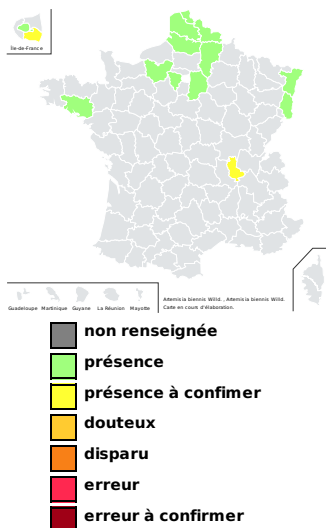 Île-de-France
Guadeloupe Martinique Guyane La Réunion Mayotte
Artemisia biennis Willd. , Artemisia biennis Willd.
Carte en cours d'élaboration.
non renseignée
présence
présence à confimer
douteux
disparu
erreur
erreur à confirmer